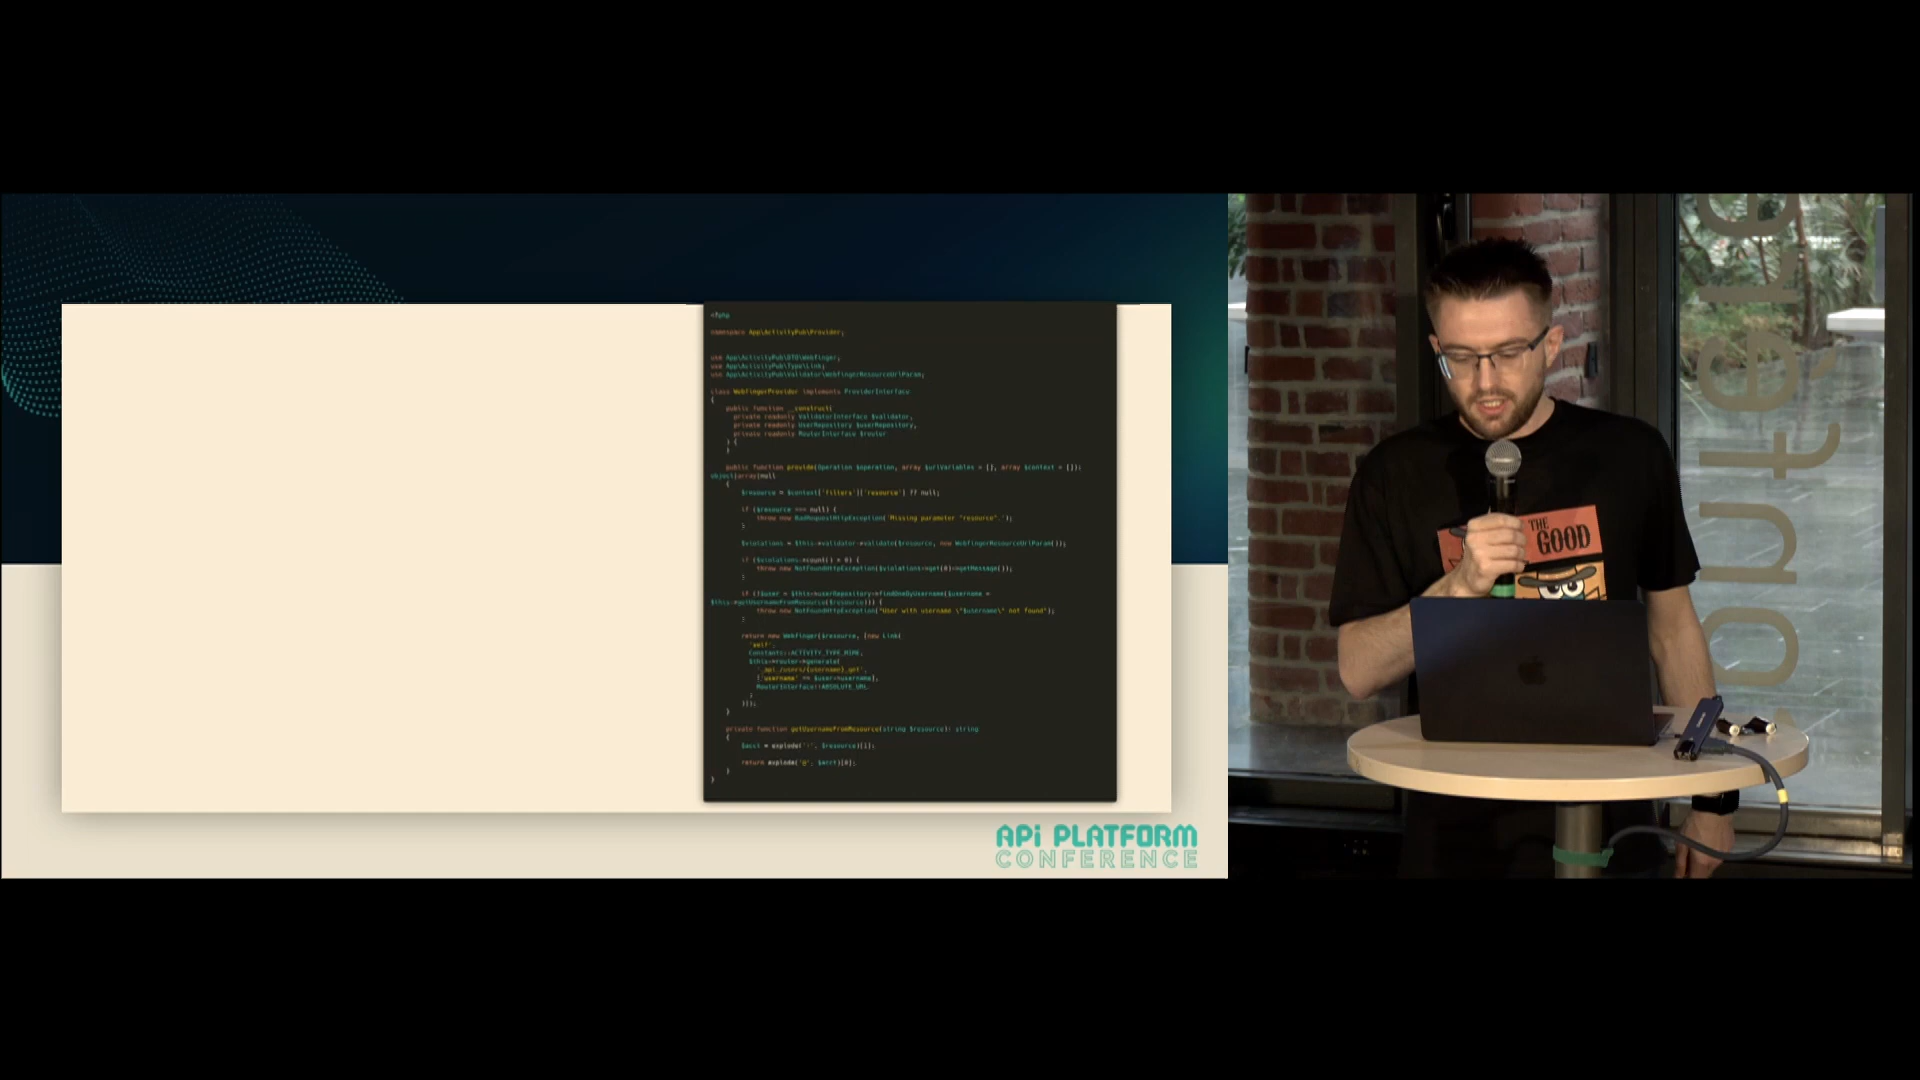 <?php
namespace App\ActivityPub\Provider;
use App\ActivityPub\DTO\Webfinger;
use App\ActivityPub\Type\Link;
use App\ActivityPub\Validator\WebfingerResourceUrlParam;
class WebfingerProvider implements ProviderInterface
{
public function __construct(
private readonly ValidatorInterface $validator,
private readonly UserRepository $userRepository,
private readonly RouterInterface $router
) {
}
public function provide(Operation $operation, array $uriVariables = [], array $context = []):
object|array|null
{
$resource = $context['filters']['resource'] ?? null;
if ($resource === null) {
throw new BadRequestHttpException('Missing parameter "resource".');
}
$violations = $this->validator->validate($resource, new WebfingerResourceUrlParam());
if ($violations->count() > 0) {
throw new NotFoundHttpException($violations->get(0)->getMessage());
}
if (!$user = $this->userRepository->findOneByUsername($username =
$this->getUsernameFromResource($resource))) {
throw new NotFoundHttpException("User with username \"$username\" not found");
}
return new Webfinger($resource, [new Link(
'self',
Constants::ACTIVITY_TYPE_MIME,
$this->router->generate(
'_api_/users/{username}_get',
['username' => $user->username],
RouterInterface::ABSOLUTE_URL
)
)]);
}
private function getUsernameFromResource(string $resource): string
{
$acct = explode(':', $resource)[1];
return explode('@', $acct)[0];
}
}
API PLATFORM
CONFERENCE
THE
GOOD